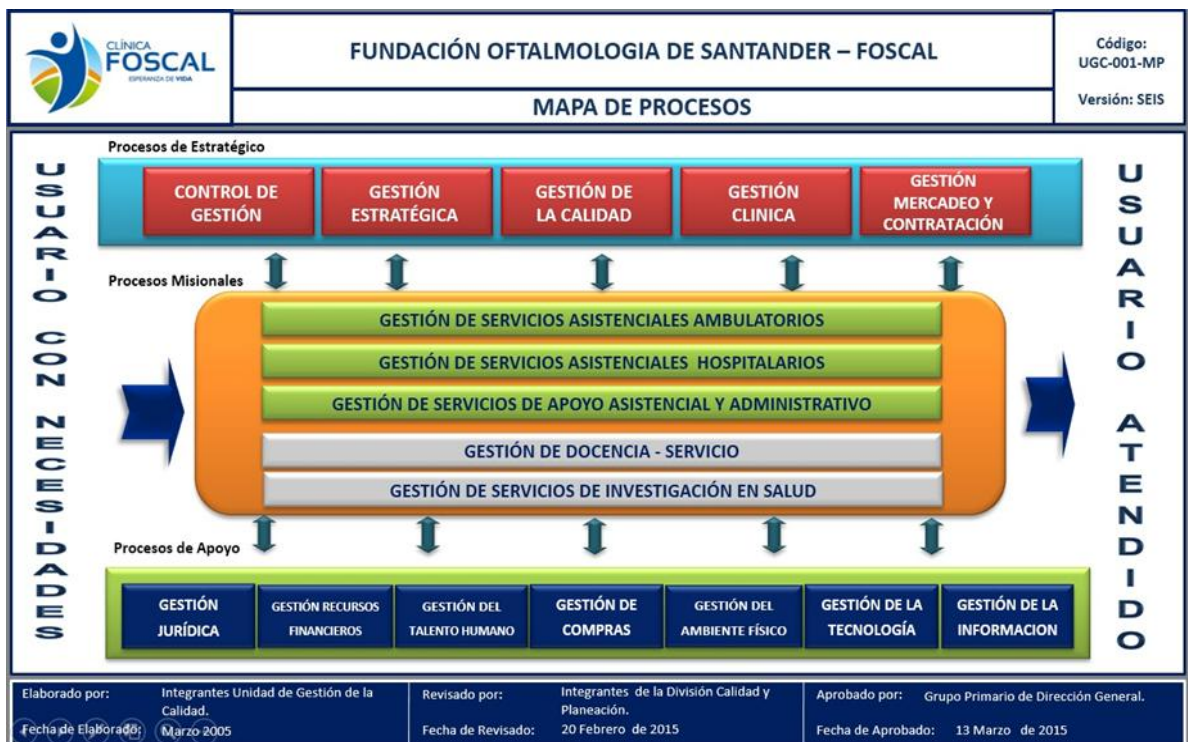 CLÍNICA
FOSCAL
ESPERANZA DE VIDA
FUNDACIÓN OFTALMOLOGIA DE SANTANDER – FOSCAL
MAPA DE PROCESOS
Código:
UGC-001-MP
Versión: SEIS
USUARIO CON NECESIDADES
Procesos de Estratégico
CONTROL DE
GESTIÓN
GESTIÓN
ESTRATÉGICA
GESTIÓN DE
LA CALIDAD
GESTIÓN
CLINICA
GESTIÓN
MERCADEO Y
CONTRATACIÓN
Procesos Misionales
GESTIÓN DE SERVICIOS ASISTENCIALES AMBULATORIOS
GESTIÓN DE SERVICIOS ASISTENCIALES HOSPITALARIOS
GESTIÓN DE SERVICIOS DE APOYO ASISTENCIAL Y ADMINISTRATIVO
GESTIÓN DE DOCENCIA - SERVICIO
GESTIÓN DE SERVICIOS DE INVESTIGACIÓN EN SALUD
Procesos de Apoyo
GESTIÓN
JURÍDICA
GESTIÓN RECURSOS
FINANCIEROS
GESTIÓN DEL
TALENTO HUMANO
GESTIÓN DE
COMPRAS
GESTIÓN DEL
AMBIENTE FÍSICO
GESTIÓN DE LA
TECNOLOGÍA
GESTIÓN DE LA
INFORMACION
USUARIO ATENDIDO
Elaborado por: Integrantes Unidad de Gestión de la
Calidad.
Fecha de Elaborado: Marzo 2005
Revisado por: Integrantes de la División Calidad y
Planeación.
Fecha de Revisado: 20 Febrero de 2015
Aprobado por: Grupo Primario de Dirección General.
Fecha de Aprobado: 13 Marzo de 2015